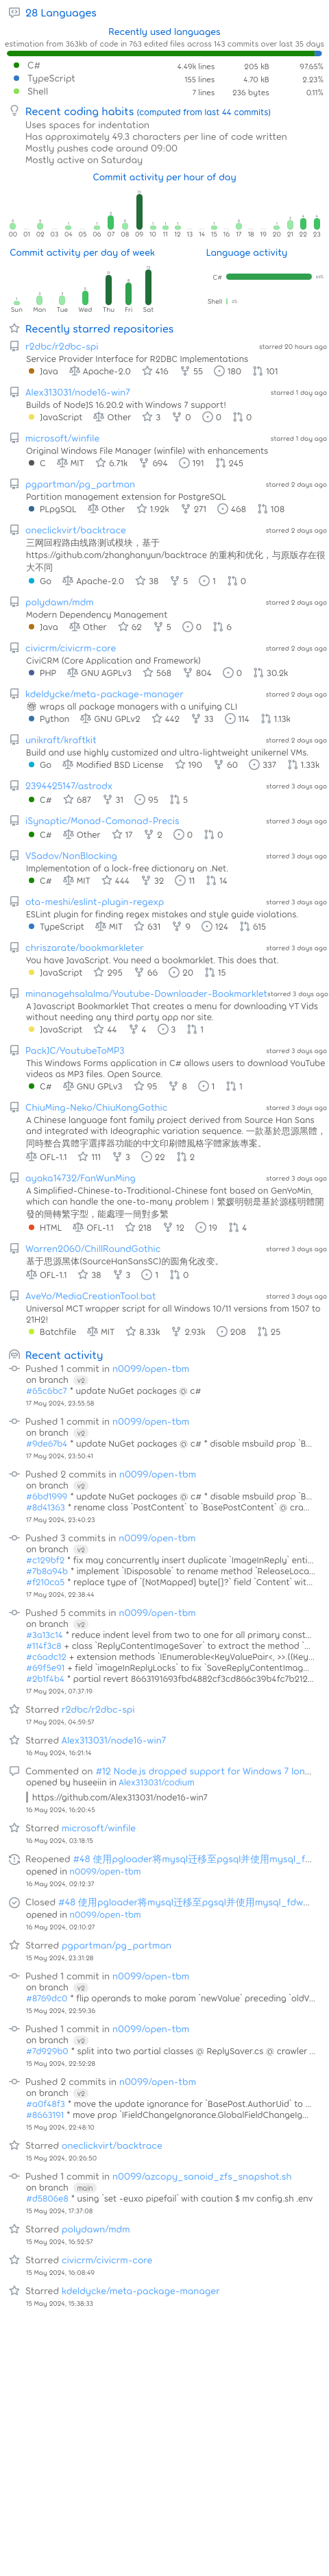 28 Languages
Recently used languages
estimation from 363kb of code in 763 edited files across 143 commits over last 35 days
C# 4.49k lines 205 kB 97.65%
TypeScript 155 lines 4.70 kB 2.23%
Shell 7 lines 236 bytes 0.11%
Recent coding habits (computed from last 44 commits)
Uses spaces for indentation
Has approximately 49.3 characters per line of code written
Mostly pushes code around 09:00
Mostly active on Saturday
Commit activity per hour of day
00 01 02 03 04 05 06 07 08 09 10 11 12 13 14 15 16 17 18 19 20 21 22 23
Commit activity per day of week
Language activity
C#
Shell
Sun Mon Tue Wed Thu Fri Sat
Recently starred repositories
r2dbc/r2dbc-spi starred 20 hours ago
Service Provider Interface for R2DBC Implementations
Java Apache-2.0 416 55 180 101
Alex313031/node16-win7 starred 1 day ago
Builds of NodeJS 16.20.2 with Windows 7 support!
JavaScript Other 3 0 0 0
microsoft/winfile starred 1 day ago
Original Windows File Manager (winfile) with enhancements
C MIT 6.71k 694 191 245
pgpartman/pg_partman starred 2 days ago
Partition management extension for PostgreSQL
PLpgSQL Other 1.92k 271 468 108
oneclickvirt/backtrace starred 2 days ago
三网回程路由线路测试模块，基于
https://github.com/zhanghanyun/backtrace 的重构和优化，与原版存在很
大不同
Go Apache-2.0 38 5 1 0
polydawn/mdm starred 2 days ago
Modern Dependency Management
Java Other 62 5 0 6
civicrm/civicrm-core starred 2 days ago
CiviCRM (Core Application and Framework)
PHP GNU AGPLv3 568 804 0 30.2k
kdeldycke/meta-package-manager starred 2 days ago
wraps all package managers with a unifying CLI
Python GNU GPLv2 442 33 114 1.13k
unikraft/kraftkit starred 2 days ago
Build and use highly customized and ultra-lightweight unikernel VMs.
Go Modified BSD License 190 60 337 1.33k
2394425147/astrodx starred 3 days ago
C# 687 31 95 5
iSynaptic/Monad-Comonad-Precis starred 3 days ago
C# Other 17 2 0 0
VSadov/NonBlocking starred 3 days ago
Implementation of a lock-free dictionary on .Net.
C# MIT 444 32 11 14
ota-meshi/eslint-plugin-regexp starred 3 days ago
ESLint plugin for finding regex mistakes and style guide violations.
TypeScript MIT 631 9 124 615
chriszarate/bookmarkleter starred 3 days ago
You have JavaScript. You need a bookmarklet. This does that.
JavaScript 295 66 20 15
minanagehsalalma/Youtube-Downloader-Bookmarklet starred 3 days ago
A Javascript Bookmarklet That creates a menu for downloading YT Vids
without needing any third party app nor site.
JavaScript 44 4 3 1
PackJC/YoutubeToMP3 starred 3 days ago
This Windows Forms application in C# allows users to download YouTube
videos as MP3 files. Open Source.
C# GNU GPLv3 95 8 1 1
ChiuMing-Neko/ChiuKongGothic starred 3 days ago
A Chinese language font family project derived from Source Han Sans
and integrated with Ideographic variation sequence. 一款基於思源黑體，
同時整合異體字選擇器功能的中文印刷體風格字體家族專案。
OFL-1.1 111 3 22 2
ayaka14732/FanWunMing starred 3 days ago
A Simplified-Chinese-to-Traditional-Chinese font based on GenYoMin,
which can handle the one-to-many problem | 繁媛明朝是基於源樣明體開
發的簡轉繁字型，能處理一簡對多繁
HTML OFL-1.1 218 12 19 4
Warren2060/ChillRoundGothic starred 3 days ago
基于思源黑体(SourceHanSansSC)的圆角化改变。
OFL-1.1 38 3 1 0
AveYo/MediaCreationTool.bat starred 3 days ago
Universal MCT wrapper script for all Windows 10/11 versions from 1507 to
21H2!
Batchfile MIT 8.33k 2.93k 208 25
Recent activity
Pushed 1 commit in n0099/open-tbm
on branch v2
#65c6bc7 * update NuGet packages @ c#
17 May 2024, 23:55:58
Pushed 1 commit in n0099/open-tbm
on branch v2
#9de67b4 * update NuGet packages @ c# * disable msbuild prop `B...
17 May 2024, 23:50:41
Pushed 2 commits in n0099/open-tbm
on branch v2
#6bd1999 * update NuGet packages @ c# * disable msbuild prop `B...
#8d41363 * rename class `PostContent` to `BasePostContent` @ cra...
17 May 2024, 23:40:23
Pushed 3 commits in n0099/open-tbm
on branch v2
#c129bf2 * fix may concurrently insert duplicate `ImageInReply` enti...
#7b8a94b * implement `IDisposable` to rename method `ReleaseLoca...
#f210ca5 * replace type of `[NotMapped] byte[]?` field `Content` wit...
17 May 2024, 22:38:44
Pushed 5 commits in n0099/open-tbm
on branch v2
#3a13c14 * reduce indent level from two to one for all primary const...
#114f3c8 + class `ReplyContentImageSaver` to extract the method `...
#c6adc12 + extension methods `IEnumerable<KeyValuePair<, >>.((Key...
#69f5e91 + field `imageInReplyLocks` to fix `SaveReplyContentImag...
#2b1f4b4 * partial revert 8663191693fbd4892cf3cd866c39b4fc7b212...
17 May 2024, 07:37:19
Starred r2dbc/r2dbc-spi
17 May 2024, 04:59:57
Starred Alex313031/node16-win7
16 May 2024, 16:21:14
Commented on #12 Node.js dropped support for Windows 7 lon...
opened by huseein in Alex313031/codium
https://github.com/Alex313031/node16-win7
16 May 2024, 16:20:45
Starred microsoft/winfile
16 May 2024, 03:18:15
Reopened #48 使用pgloader将mysql迁移至pgsql并使用mysql_f...
opened in n0099/open-tbm
16 May 2024, 02:12:37
Closed #48 使用pgloader将mysql迁移至pgsql并使用mysql_fdw...
opened in n0099/open-tbm
16 May 2024, 02:10:27
Starred pgpartman/pg_partman
15 May 2024, 23:31:28
Pushed 1 commit in n0099/open-tbm
on branch v2
#8769dc0 * flip operands to make param `newValue` preceding `oldV...
15 May 2024, 22:59:36
Pushed 1 commit in n0099/open-tbm
on branch v2
#7d929b0 * split into two partial classes @ ReplySaver.cs @ crawler ...
15 May 2024, 22:52:28
Pushed 2 commits in n0099/open-tbm
on branch v2
#a0f48f3 * move the update ignorance for `BasePost.AuthorUid` to ...
#8663191 * move prop `IFieldChangeIgnorance.GlobalFieldChangeIg...
15 May 2024, 22:48:10
Starred oneclickvirt/backtrace
15 May 2024, 20:26:50
Pushed 1 commit in n0099/azcopy_sanoid_zfs_snapshot.sh
on branch main
#d5806e8 * using `set -euxo pipefail` with caution $ mv config.sh .env
15 May 2024, 17:37:08
Starred polydawn/mdm
15 May 2024, 16:52:57
Starred civicrm/civicrm-core
15 May 2024, 16:08:49
Starred kdeldycke/meta-package-manager
15 May 2024, 15:38:33